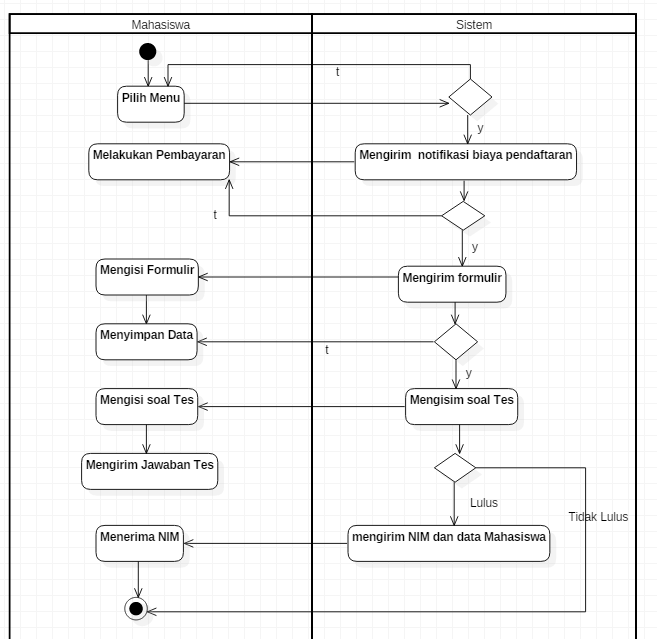 Mahasiswa
Sistem
t
Pilih Menu
y
Melakukan Pembayaran
Mengirim  notifikasi biaya pendaftaran
t
y
Mengisi Formulir
Mengirim formulir
Menyimpan Data
t
y
Mengisi soal Tes
Mengisim soal Tes
Mengirim Jawaban Tes
Lulus
Tidak Lulus
Menerima NIM
mengirim NIM dan data Mahasiswa